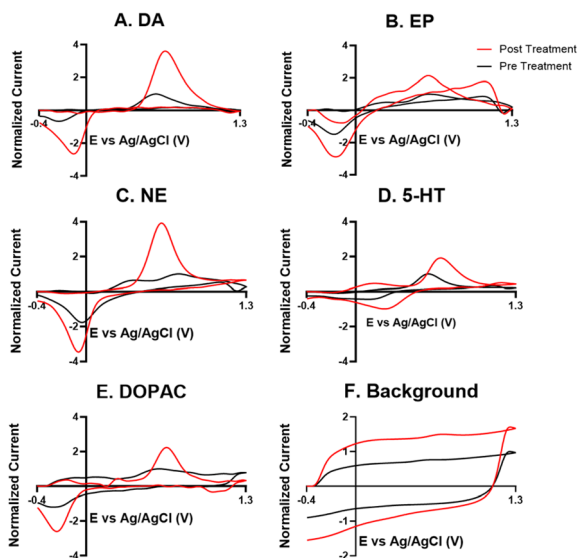 A. DA
Normalized Current
4
2
-2
-4
-0.4
1.3
E vs Ag/AgCl (V)
B. EP
Post Treatment
Pre Treatment
Normalized Current
4
2
-2
-4
-0.4
1.3
E vs Ag/AgCl (V)
C. NE
Normalized Current
4
2
-2
-4
-0.4
1.3
E vs Ag/AgCl (V)
D. 5-HT
Normalized Current
4
2
-2
-4
-0.4
1.3
E vs Ag/AgCl (V)
E. DOPAC
Normalized Current
4
2
-2
-4
-0.4
1.3
E vs Ag/AgCl (V)
F. Background
Normalized Current
2
1
-1
2
-0.4
1.3
E vs Ag/AgCl (V)